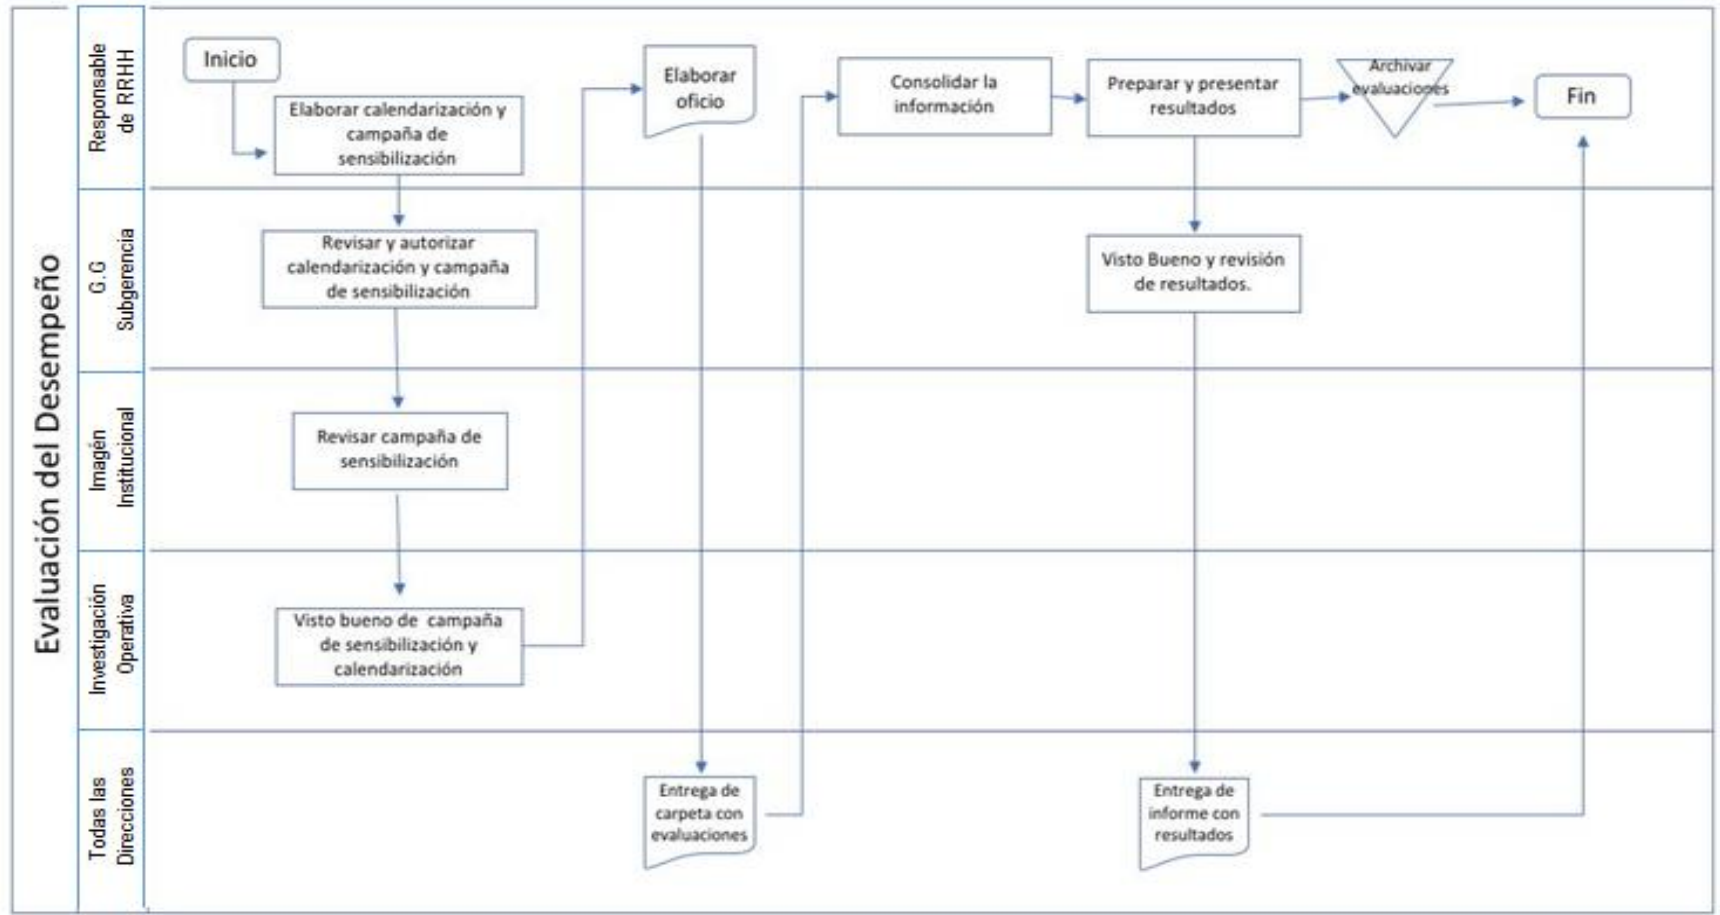 Evaluación del Desempeño
Responsable
de RRHH
Inicio
Elaborar calendarización y
campaña de
sensibilización
Elaborar
oficio
Consolidar la
información
Preparar y presentar
resultados
Archivar
evaluaciones
Fin
G.G
Subgerencia
Revisar y autorizar
calendarización y campaña
de sensibilización
Visto Bueno y revisión
de resultados.
Imagén
Institucional
Revisar campaña de
sensibilización
Investigación
Operativa
Visto bueno de campaña
de sensibilización y
calendarización
Todas las
Direcciones
Entrega de
carpeta con
evaluaciones
Entrega de
informe con
resultados